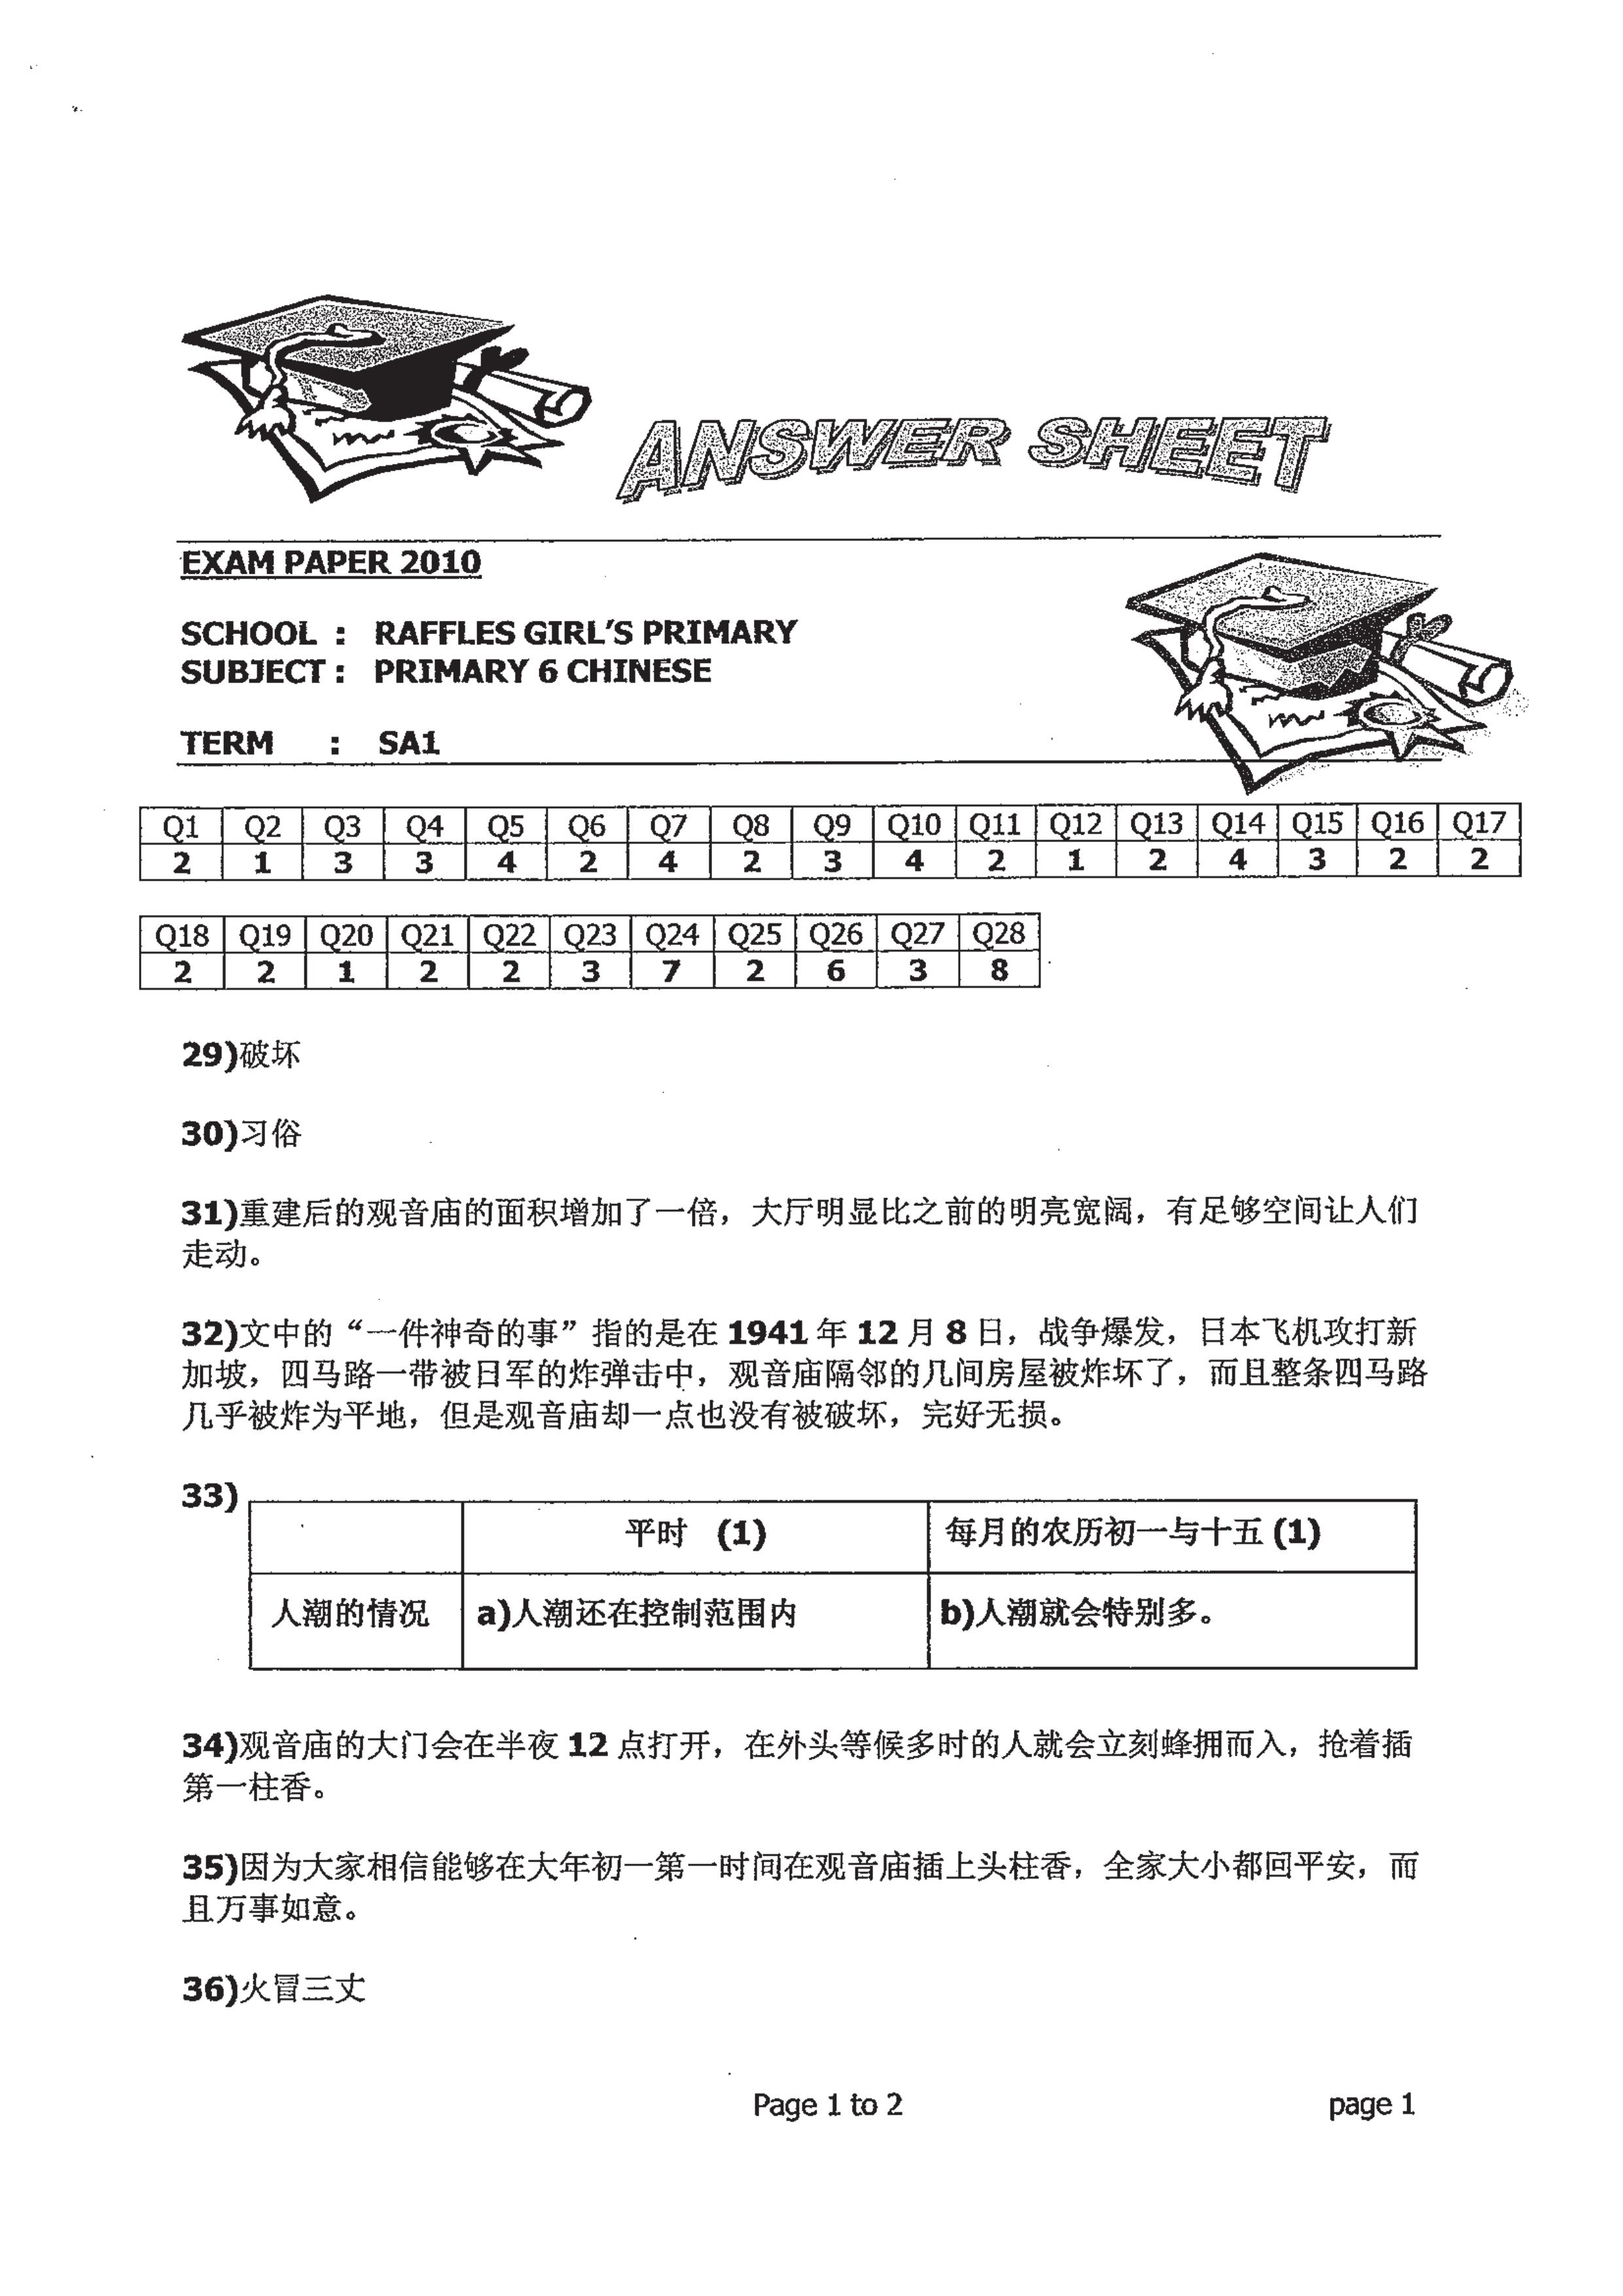 ANSWER SHEET
EXAM PAPER 2010
SCHOOL : RAFFLES GIRL'S PRIMARY
SUBJECT : PRIMARY 6 CHINESE
TERM : SA1
Q1 Q2 Q3 Q4 Q5 Q6 Q7 Q8 Q9 Q10 Q11 Q12 Q13 Q14 Q15 Q16 Q17
2 1 3 3 4 2 4 2 3 4 2 1 2 4 3 2 2
Q18 Q19 Q20 Q21 Q22 Q23 Q24 Q25 Q26 Q27 Q28
2 2 1 2 2 3 7 2 6 3 8
29)破坏
30)习俗
31)重建后的观音庙的面积增加了一倍，大厅明显比之前的明亮宽阔，有足够空间让人们
走动。
32)文中的“一件神奇的事”指的是在 1941 年 12 月 8 日，战争爆发，日本飞机攻打新
加坡，四马路一带被日军的炸弹击中，观音庙隔邻的几间房屋被炸坏了，而且整条四马路
几乎被炸为平地，但是观音庙却一点也没有被破坏，完好无损。
33)
平时 (1) 每月的农历初一与十五 (1)
人潮的情况 a)人潮还在控制范围内 b)人潮就会特别多。
34)观音庙的大门会在半夜 12 点打开，在外头等候多时的人就会立刻蜂拥而入，抢着插
第一柱香。
35)因为大家相信能够在大年初一第一时间在观音庙插上头柱香，全家大小都回平安，而
且万事如意。
36)火冒三丈
Page 1 to 2 page 1